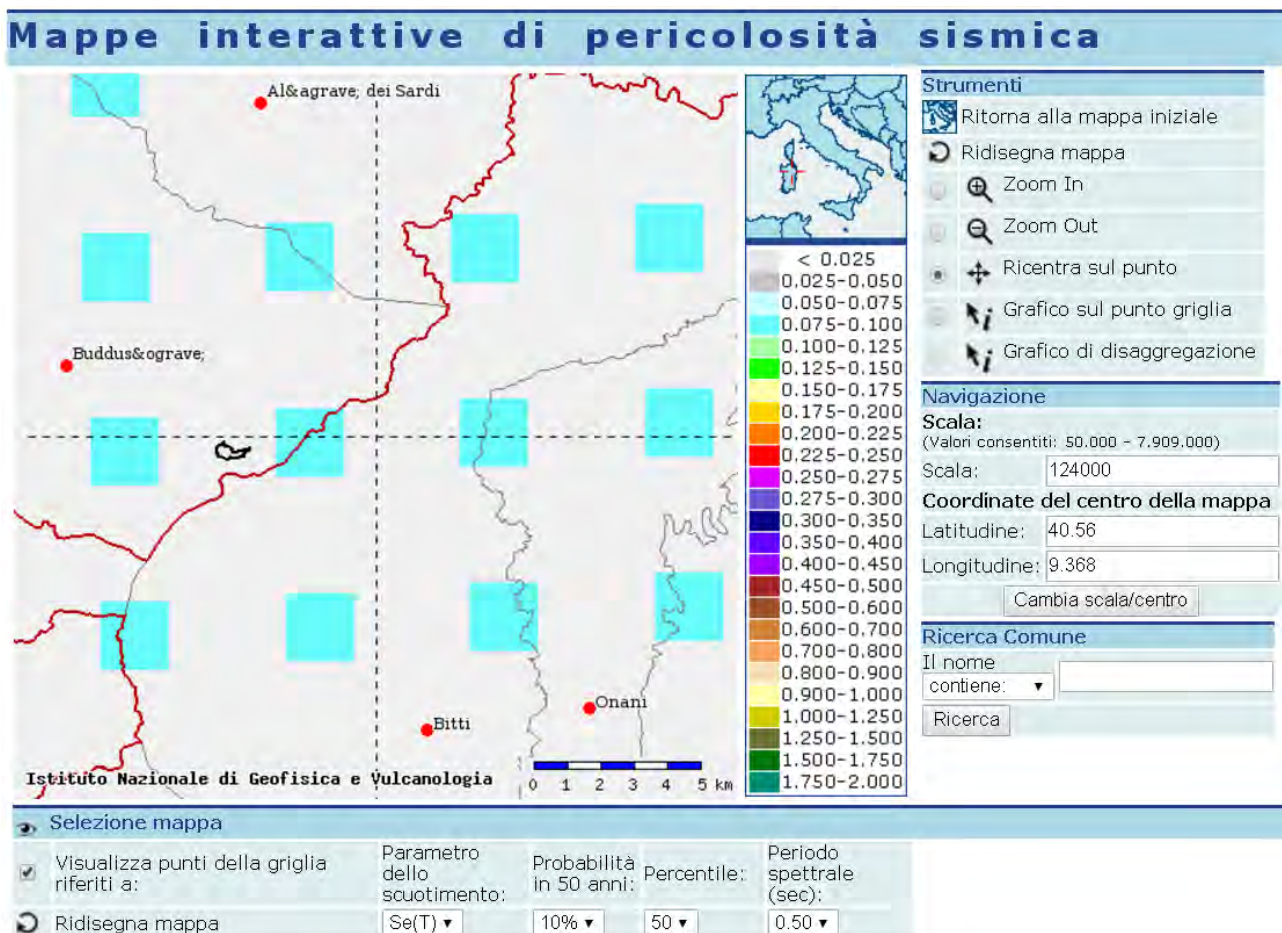 Mappe interattive di pericolosità sismica
Al&agrave; dei Sardi
Buddus&ograve;
Bitti
Onani
Istituto Nazionale di Geofisica e Vulcanologia
0 1 2 3 4 5 km
< 0.025
0.025-0.050
0.050-0.075
0.075-0.100
0.100-0.125
0.125-0.150
0.150-0.175
0.175-0.200
0.200-0.225
0.225-0.250
0.250-0.275
0.275-0.300
0.300-0.350
0.350-0.400
0.400-0.450
0.450-0.500
0.500-0.600
0.600-0.700
0.700-0.800
0.800-0.900
0.900-1.000
1.000-1.250
1.250-1.500
1.500-1.750
1.750-2.000
Strumenti
Ritorna alla mappa iniziale
Ridisegna mappa
Zoom In
Zoom Out
Ricentra sul punto
Grafico sul punto griglia
Grafico di disaggregazione
Navigazione
Scala:
(Valori consentiti: 50.000 - 7.909.000)
Scala: 124000
Coordinate del centro della mappa
Latitudine: 40.56
Longitudine: 9.368
Cambia scala/centro
Ricerca Comune
Il nome
contiene:
Ricerca
Selezione mappa
Visualizza punti della griglia
riferiti a:
Parametro
dello
scuotimento:
Probabilità
in 50 anni:
Percentile:
Periodo
spettrale
(sec):
Ridisegna mappa
Se(T)
10%
50
0.50